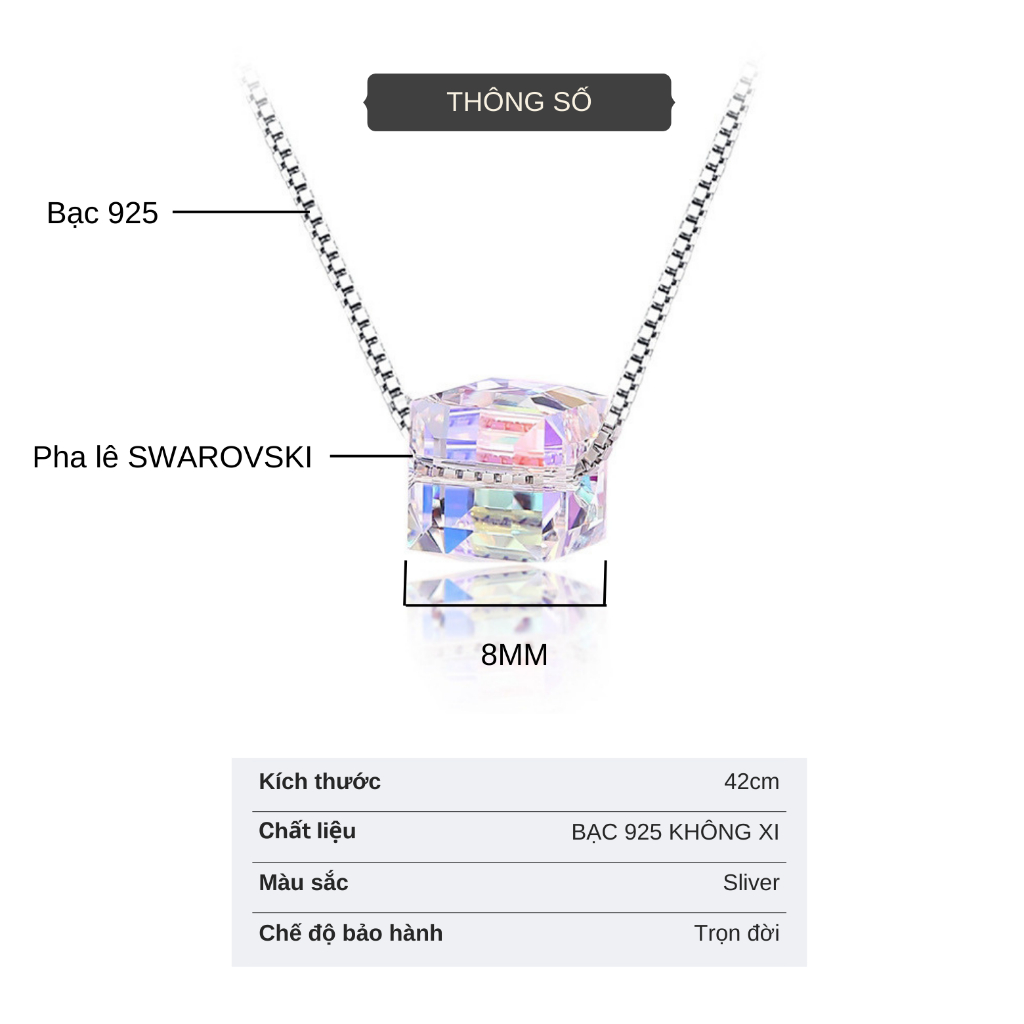 THÔNG SỐ
Bạc 925
Pha lê SWAROVSKI
8MM
Kích thước 42cm
Chất liệu BẠC 925 KHÔNG XI
Màu sắc Sliver
Chế độ bảo hành Trọn đời